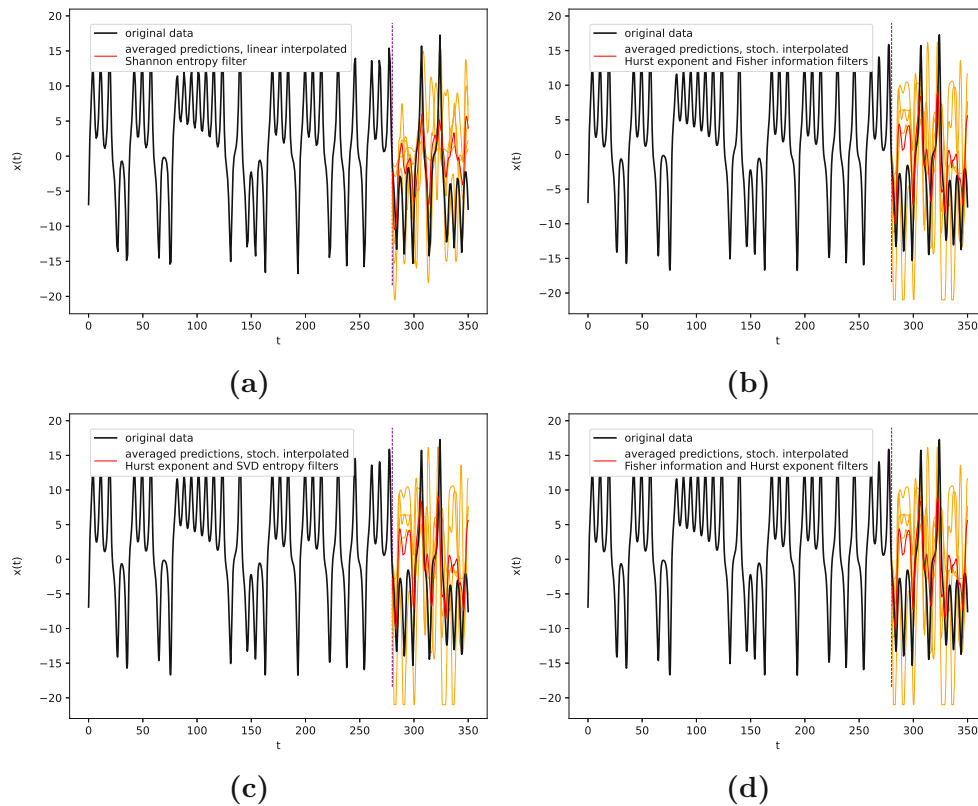 20
15
10
5
0
−5
−10
−15
−20
x(t)
original data
averaged predictions, linear interpolated
Shannon entropy filter
0 50 100 150 200 250 300 350
t
(a)
20
15
10
5
0
−5
−10
−15
−20
x(t)
original data
averaged predictions, stoch. interpolated
Hurst exponent and Fisher information filters
0 50 100 150 200 250 300 350
t
(b)
20
15
10
5
0
−5
−10
−15
−20
x(t)
original data
averaged predictions, stoch. interpolated
Hurst exponent and SVD entropy filters
0 50 100 150 200 250 300 350
t
(c)
20
15
10
5
0
−5
−10
−15
−20
x(t)
original data
averaged predictions, stoch. interpolated
Fisher information and Hurst exponent filters
0 50 100 150 200 250 300 350
t
(d)